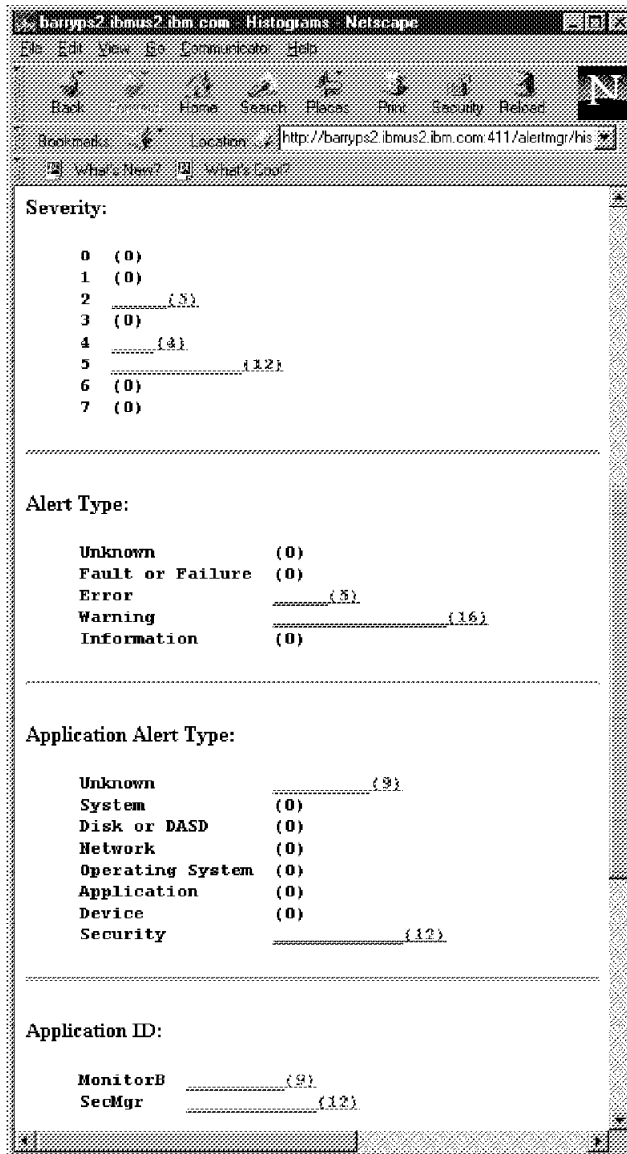 barryps2.ibmus2.ibm.com - Histograms - Netscape
File Edit View Go Communicator Help
Back Forward Home Search Places Print Security Reload
N
Bookmarks Location: http://barryps2.ibmus2.ibm.com:411/alertmgr/his
What's New? What's Cool?
Severity:
0 (0)
1 (0)
2 (5)
3 (0)
4 (4)
5 (12)
6 (0)
7 (0)
Alert Type:
Unknown (0)
Fault or Failure (0)
Error (5)
Warning (16)
Information (0)
Application Alert Type:
Unknown (9)
System (0)
Disk or DASD (0)
Network (0)
Operating System (0)
Application (0)
Device (0)
Security (12)
Application ID:
MonitorB (9)
SecMgr (12)